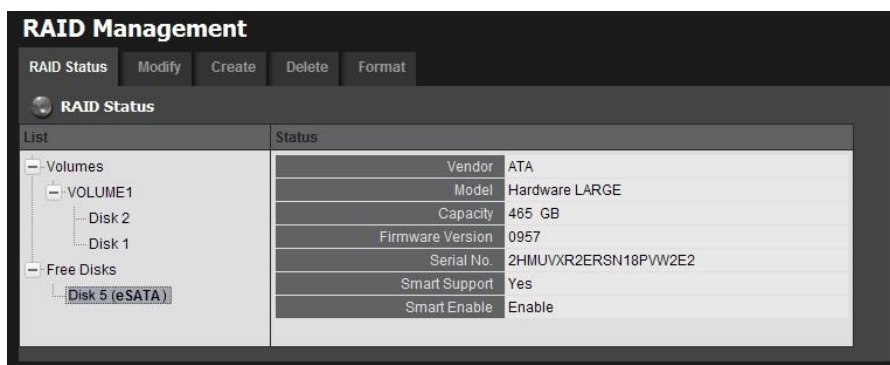 RAID Management
RAID Status Modify Create Delete Format
RAID Status
List Status
Volumes
VOLUME1
Disk 2
Disk 1
Free Disks
Disk 5 (eSATA)
Vendor ATA
Model Hardware LARGE
Capacity 465 GB
Firmware Version 0957
Serial No. 2HMUVXR2ERSN18PVW2E2
Smart Support Yes
Smart Enable Enable